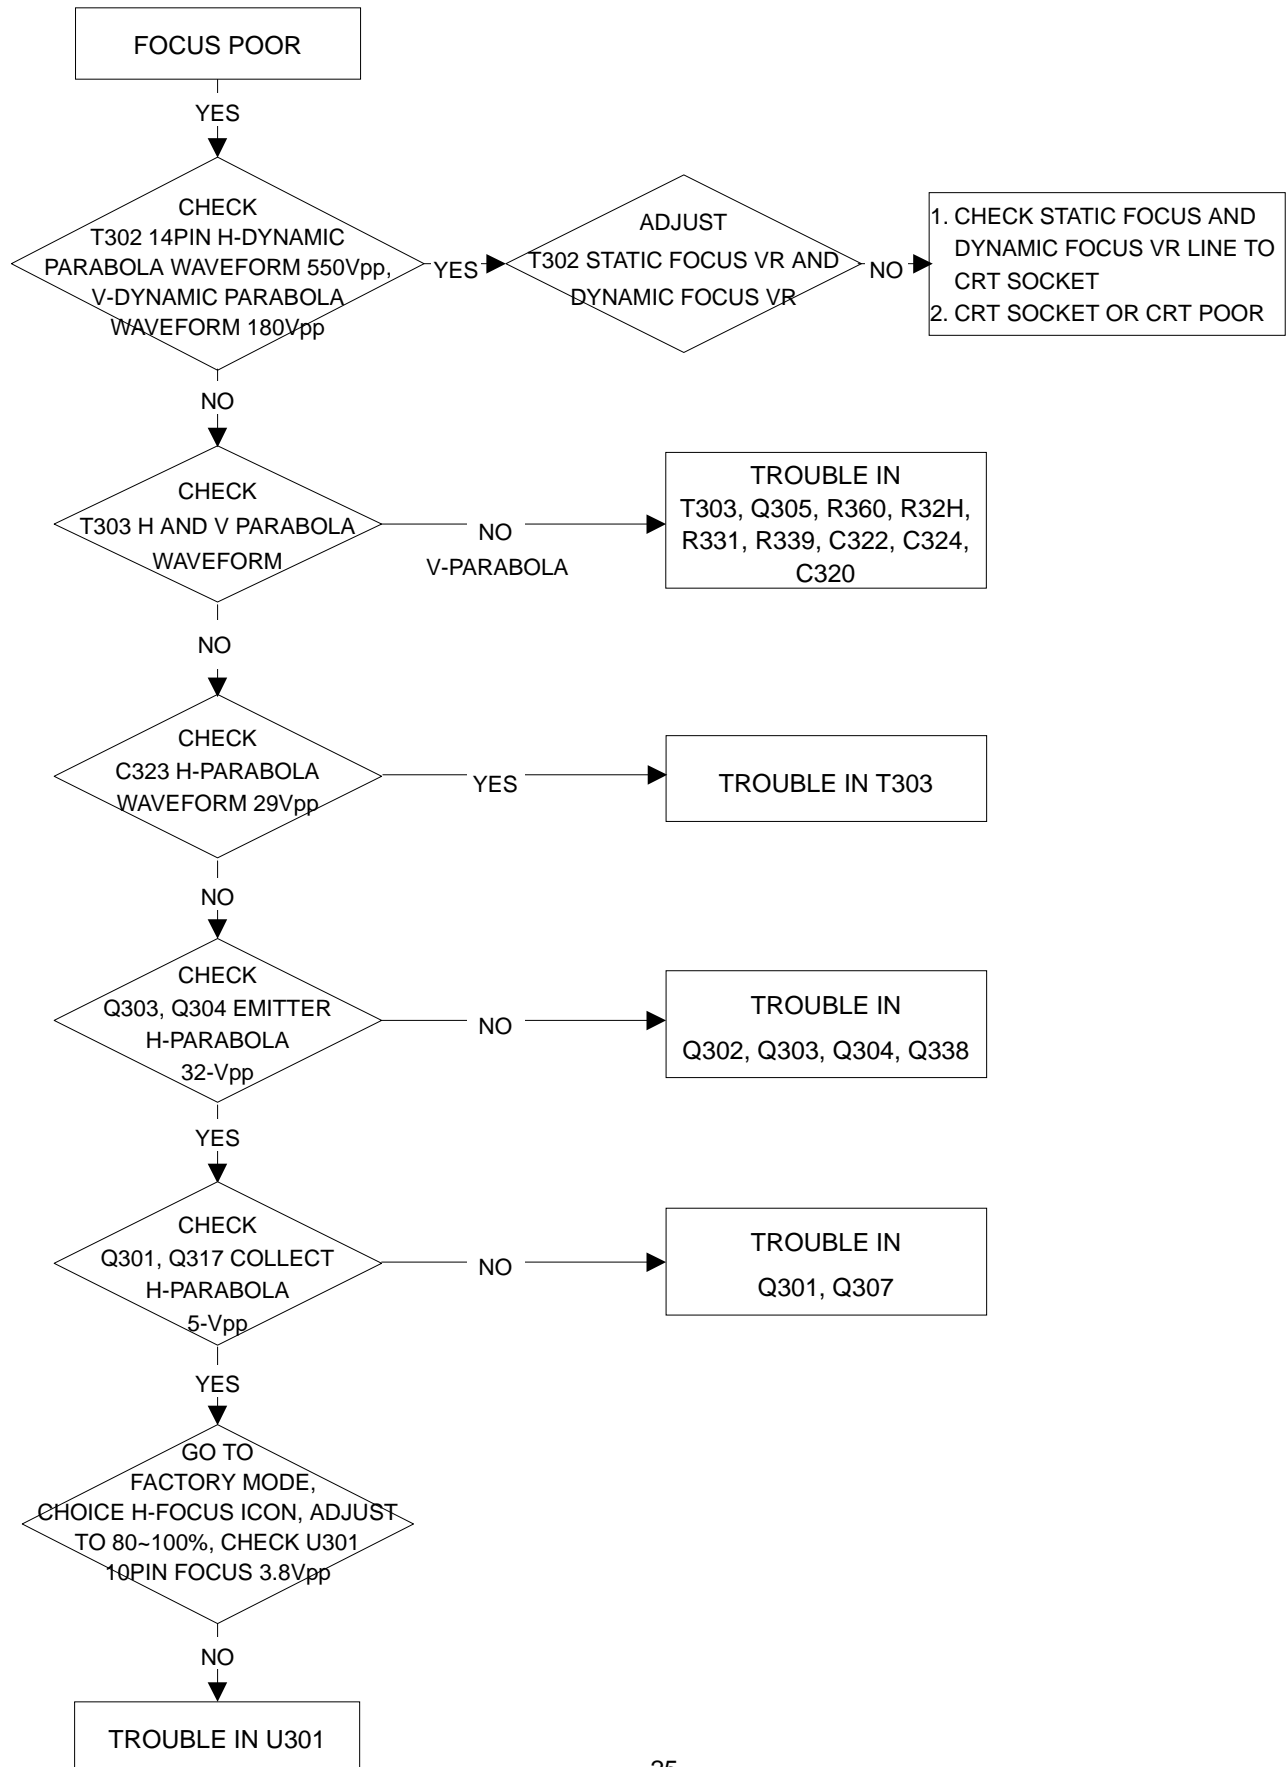 FOCUS POOR
YES
CHECK
T302 14PIN H-DYNAMIC
PARABOLA WAVEFORM 550Vpp,
V-DYNAMIC PARABOLA
WAVEFORM 180Vpp
YES
ADJUST
T302 STATIC FOCUS VR AND
DYNAMIC FOCUS VR
NO
1. CHECK STATIC FOCUS AND
DYNAMIC FOCUS VR LINE TO
CRT SOCKET
2. CRT SOCKET OR CRT POOR
NO
CHECK
T303 H AND V PARABOLA
WAVEFORM
NO
V-PARABOLA
TROUBLE IN
T303, Q305, R360, R32H,
R331, R339, C322, C324,
C320
NO
CHECK
C323 H-PARABOLA
WAVEFORM 29Vpp
YES
TROUBLE IN T303
NO
CHECK
Q303, Q304 EMITTER
H-PARABOLA
32-Vpp
NO
TROUBLE IN
Q302, Q303, Q304, Q338
YES
CHECK
Q301, Q317 COLLECT
H-PARABOLA
5-Vpp
NO
TROUBLE IN
Q301, Q307
YES
GO TO
FACTORY MODE,
CHOICE H-FOCUS ICON, ADJUST
TO 80~100%, CHECK U301
10PIN FOCUS 3.8Vpp
NO
TROUBLE IN U301